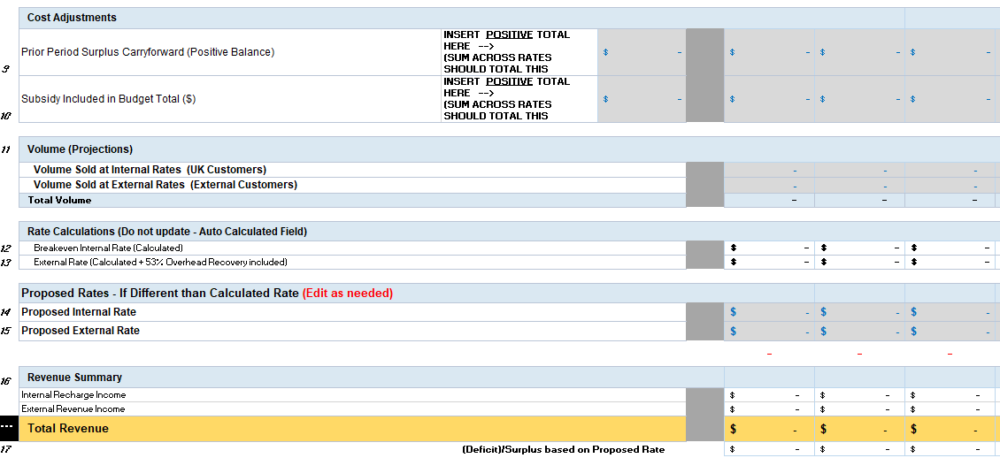 Cost Adjustments
INSERT POSITIVE TOTAL
HERE -->
(SUM ACROSS RATES
SHOULD TOTAL THIS
9 Prior Period Surplus Carryforward (Positive Balance) $ - $ - $ - $ -
INSERT POSITIVE TOTAL
HERE -->
(SUM ACROSS RATES
SHOULD TOTAL THIS
10 Subsidy Included in Budget Total ($) $ - $ - $ - $ -
11 Volume (Projections)
Volume Sold at Internal Rates (UK Customers) - - -
Volume Sold at External Rates (External Customers) - - -
Total Volume - - -
Rate Calculations (Do not update - Auto Calculated Field)
12 Breakeven Internal Rate (Calculated) $ - $ - $ -
13 External Rate (Calculated + 53% Overhead Recovery included) $ - $ - $ -
Proposed Rates - If Different than Calculated Rate (Edit as needed)
14 Proposed Internal Rate $ - $ - $ -
15 Proposed External Rate $ - $ - $ -
- - -
16 Revenue Summary
Internal Recharge Income $ - $ - $ -
External Revenue Income $ - $ - $ -
--- Total Revenue $ - $ - $ -
17 (Deficit)/Surplus based on Proposed Rate $ - $ - $ -